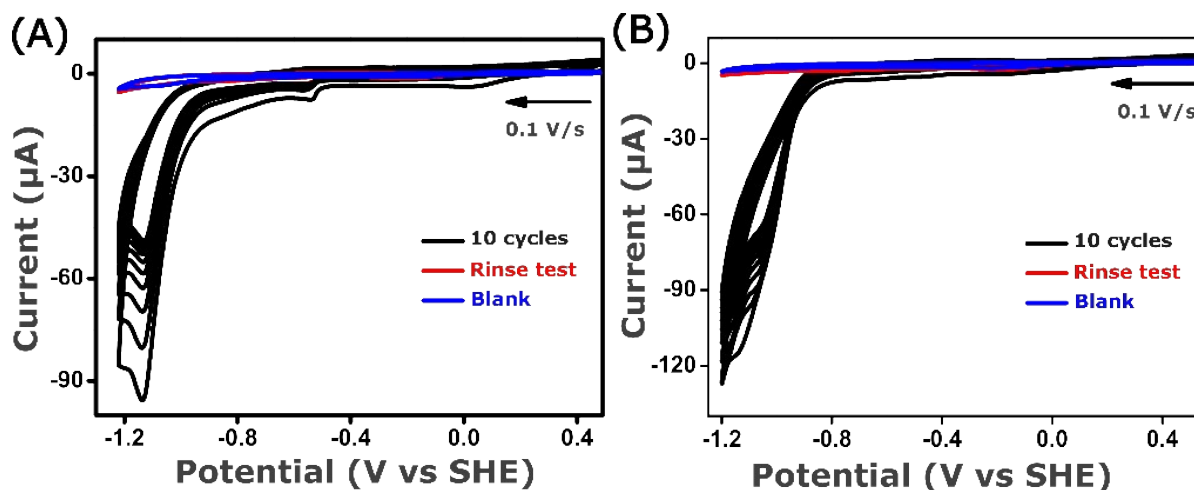 (A)
0
-30
-60
-90
Current (μA)
0.1 V/s
10 cycles
Rinse test
Blank
-1.2 -0.8 -0.4 0.0 0.4
Potential (V vs SHE)
(B)
0
-30
-60
-90
-120
Current (μA)
0.1 V/s
10 cycles
Rinse test
Blank
-1.2 -0.8 -0.4 0.0 0.4
Potential (V vs SHE)